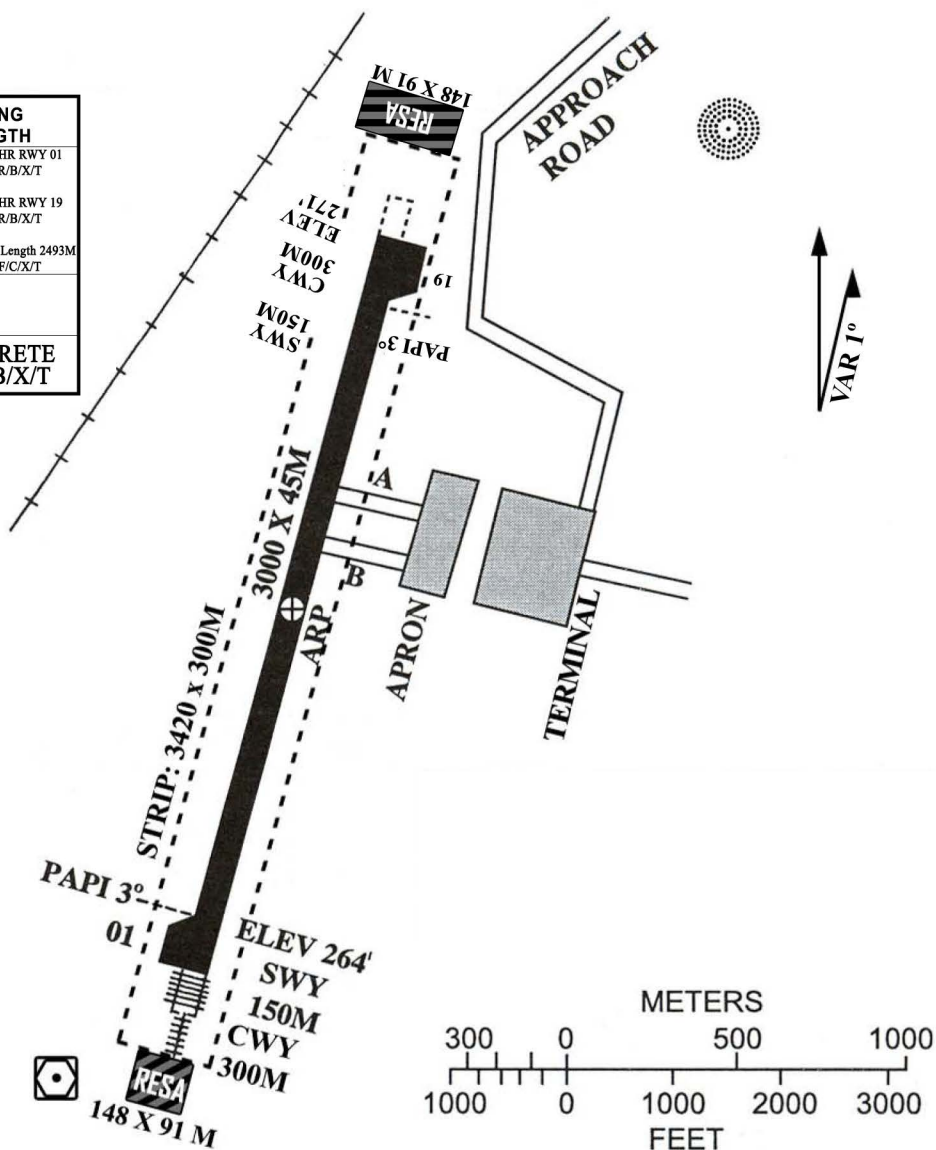 NG
GTH
HR RWY 01
R/B/X/T
HR RWY 19
R/B/X/T
Length 2493M
F/C/X/T
RETE
B/X/T
148 X 91 M
RESA
APPROACH
ROAD
ELEV
271'
CWY
300M
SWY
150M
19
PAPI 3°
VAR 1°
3000 X 45M
A
B
ARP
APRON
TERMINAL
STRIP: 3420 x 300M
PAPI 3°
01
ELEV 264'
SWY
150M
CWY
300M
RESA
148 X 91 M
METERS
300 0 500 1000
1000 0 1000 2000 3000
FEET